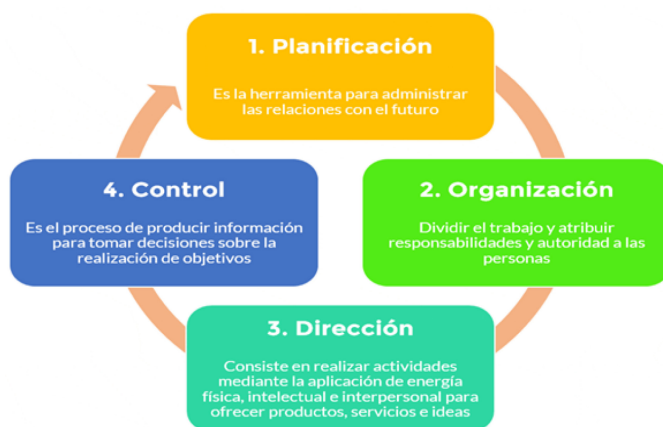 1. Planificación
Es la herramienta para administrar
las relaciones con el futuro
2. Organización
Dividir el trabajo y atribuir
responsabilidades y autoridad a las
personas
3. Dirección
Consiste en realizar actividades
mediante la aplicación de energía
física, intelectual e interpersonal para
ofrecer productos, servicios e ideas
4. Control
Es el proceso de producir información
para tomar decisiones sobre la
realización de objetivos